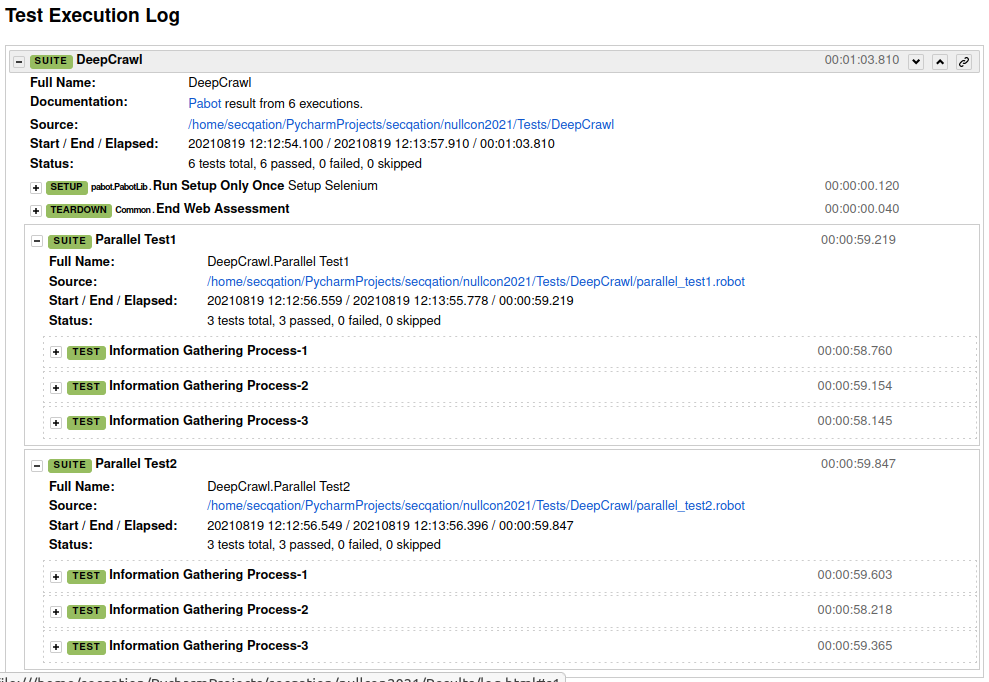 Test Execution Log
SUITE DeepCrawl 00:01:03.810
Full Name: DeepCrawl
Documentation: Pabot result from 6 executions.
Source: /home/secqation/PycharmProjects/secqation/nullcon2021/Tests/DeepCrawl
Start / End / Elapsed: 20210819 12:12:54.100 / 20210819 12:13:57.910 / 00:01:03.810
Status: 6 tests total, 6 passed, 0 failed, 0 skipped
SETUP pabot.PabotLib . Run Setup Only Once Setup Selenium 00:00:00.120
TEARDOWN Common . End Web Assessment 00:00:00.040
SUITE Parallel Test1 00:00:59.219
Full Name: DeepCrawl.Parallel Test1
Source: /home/secqation/PycharmProjects/secqation/nullcon2021/Tests/DeepCrawl/parallel_test1.robot
Start / End / Elapsed: 20210819 12:12:56.559 / 20210819 12:13:55.778 / 00:00:59.219
Status: 3 tests total, 3 passed, 0 failed, 0 skipped
TEST Information Gathering Process-1 00:00:58.760
TEST Information Gathering Process-2 00:00:59.154
TEST Information Gathering Process-3 00:00:58.145
SUITE Parallel Test2 00:00:59.847
Full Name: DeepCrawl.Parallel Test2
Source: /home/secqation/PycharmProjects/secqation/nullcon2021/Tests/DeepCrawl/parallel_test2.robot
Start / End / Elapsed: 20210819 12:12:56.549 / 20210819 12:13:56.396 / 00:00:59.847
Status: 3 tests total, 3 passed, 0 failed, 0 skipped
TEST Information Gathering Process-1 00:00:59.603
TEST Information Gathering Process-2 00:00:58.218
TEST Information Gathering Process-3 00:00:59.365